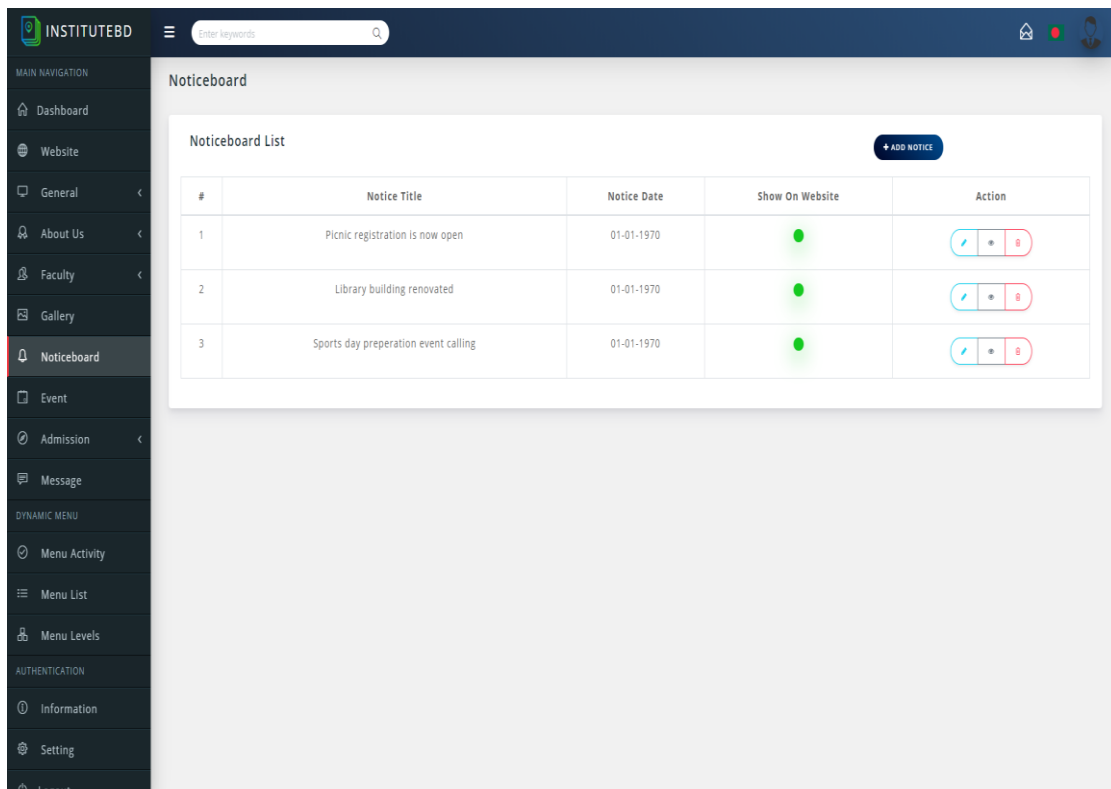 INSTITUTEBD
Enter keywords
MAIN NAVIGATION
Dashboard
Website
General
About Us
Faculty
Gallery
Noticeboard
Event
Admission
Message
DYNAMIC MENU
Menu Activity
Menu List
Menu Levels
AUTHENTICATION
Information
Setting
Noticeboard
Noticeboard List
+ ADD NOTICE
# Notice Title Notice Date Show On Website Action
1 Picnic registration is now open 01-01-1970
2 Library building renovated 01-01-1970
3 Sports day preperation event calling 01-01-1970